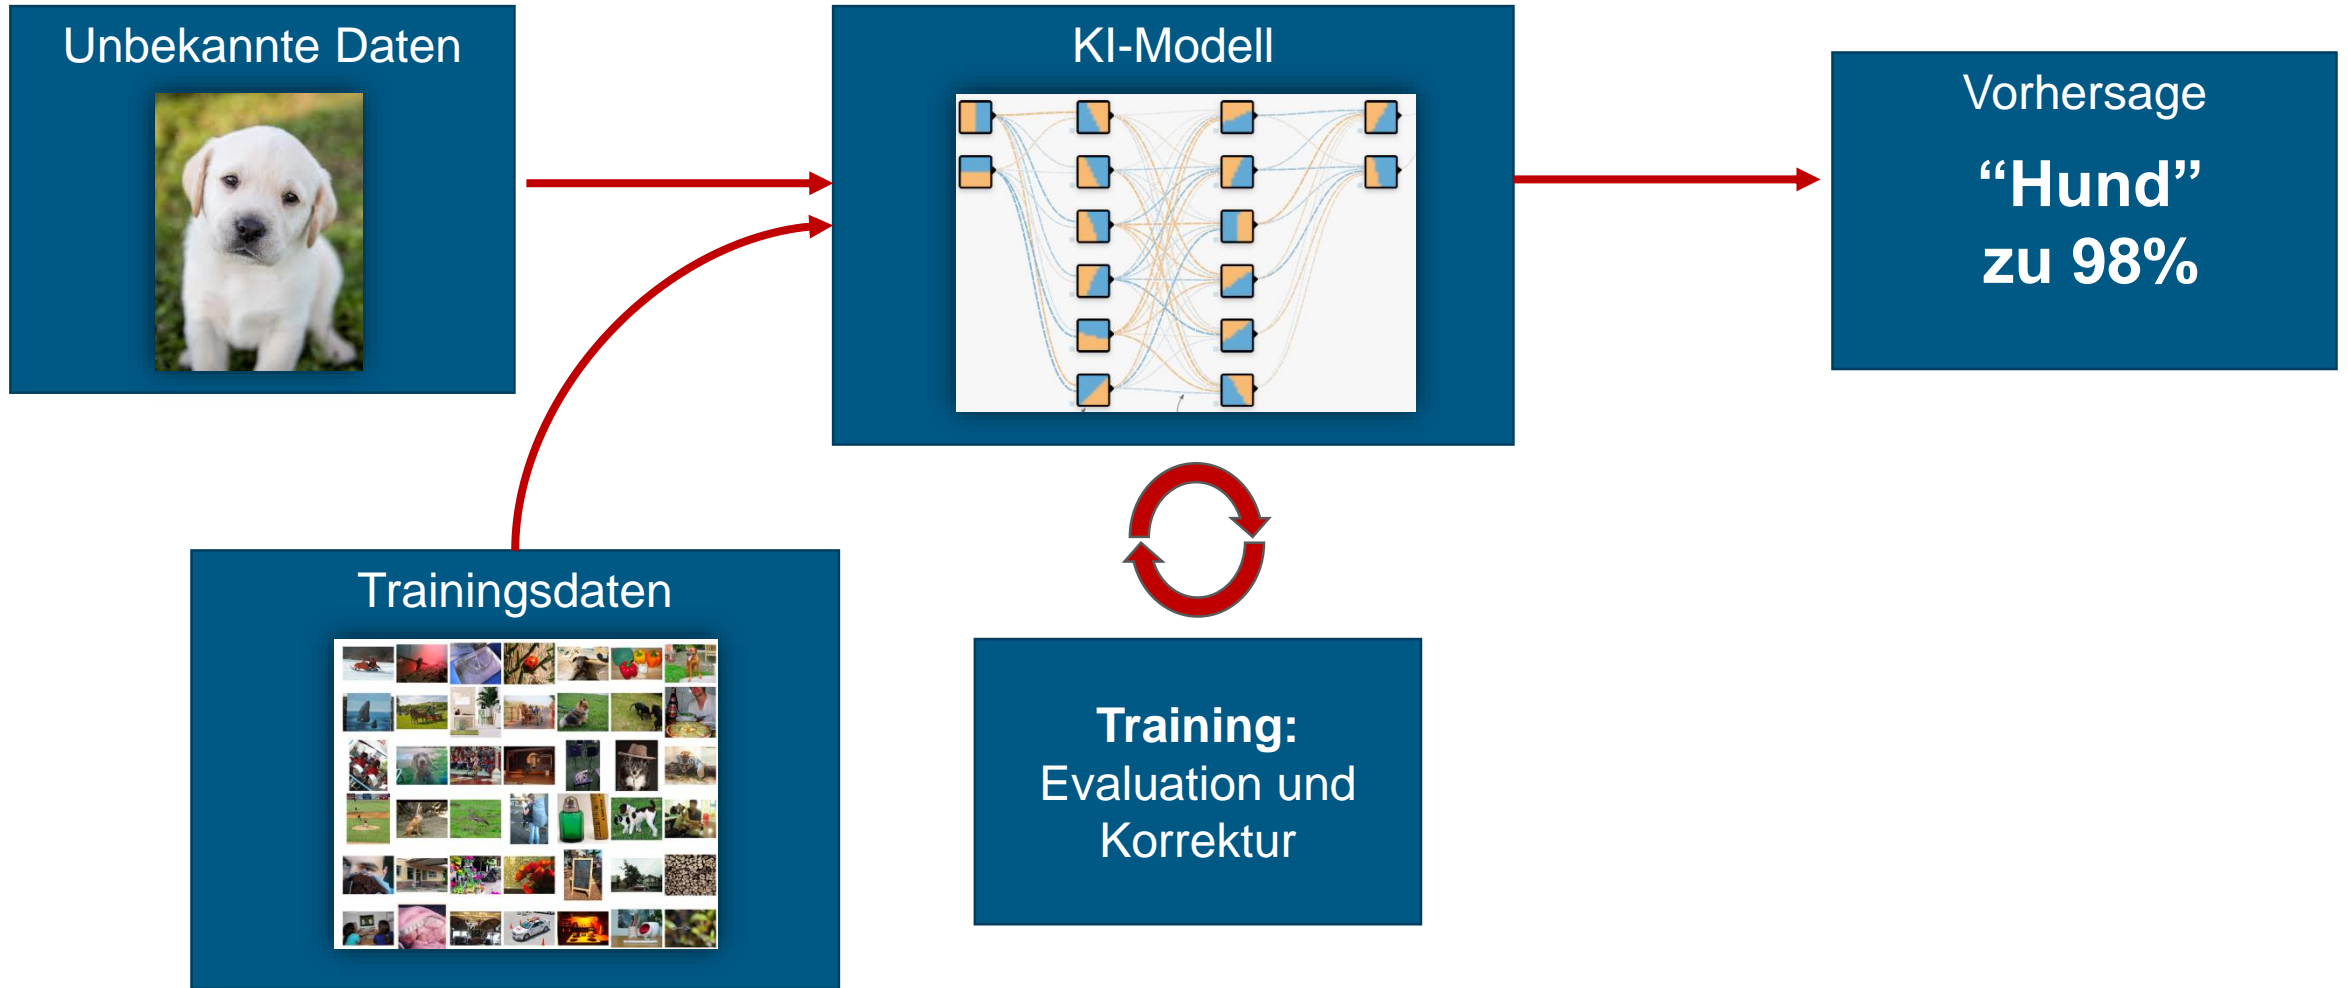 Unbekannte Daten
KI-Modell
Vorhersage
“Hund”
zu 98%
Trainingsdaten
Training:
Evaluation und
Korrektur